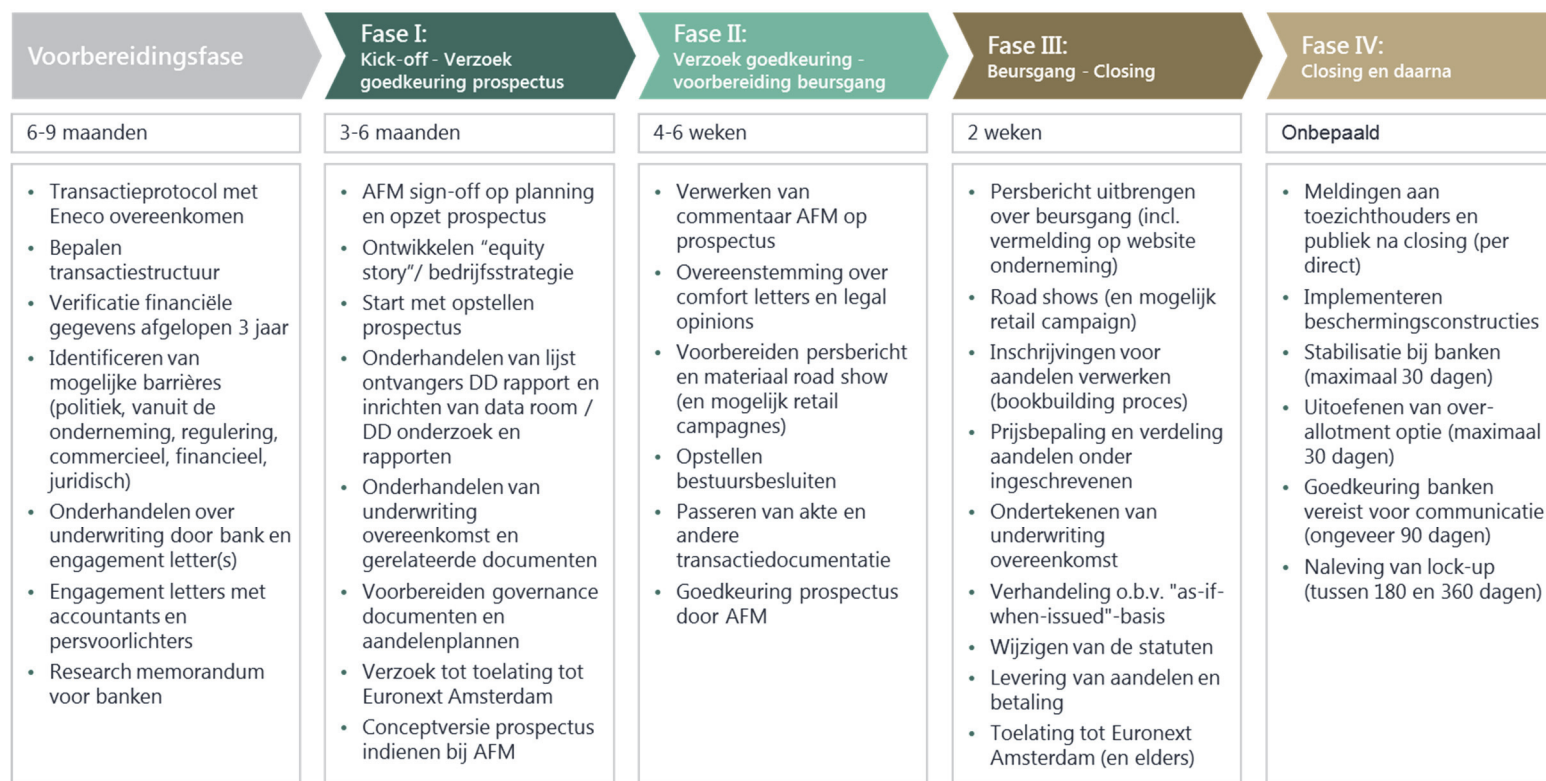 Voorbereidingsfase
6-9 maanden
• Transactieprotocol met
Eneco overeenkomen
• Bepalen
transactiestructuur
• Verificatie financiële
gegevens afgelopen 3 jaar
• Identificeren van
mogelijke barrières
(politiek, vanuit de
onderneming, regulering,
commercieel, financieel,
juridisch)
• Onderhandelen over
underwriting door bank en
engagement letter(s)
• Engagement letters met
accountants en
persvoorlichters
• Research memorandum
voor banken
Fase I:
Kick-off - Verzoek
goedkeuring prospectus
3-6 maanden
• AFM sign-off op planning
en opzet prospectus
• Ontwikkelen “equity
story”/ bedrijfsstrategie
• Start met opstellen
prospectus
• Onderhandelen van lijst
ontvangers DD rapport en
inrichten van data room /
DD onderzoek en
rapporten
• Onderhandelen van
underwriting
overeenkomst en
gerelateerde documenten
• Voorbereiden governance
documenten en
aandelenplannen
• Verzoek tot toelating tot
Euronext Amsterdam
• Conceptversie prospectus
indienen bij AFM
Fase II:
Verzoek goedkeuring -
voorbereiding beursgang
4-6 weken
• Verwerken van
commentaar AFM op
prospectus
• Overeenstemming over
comfort letters en legal
opinions
• Voorbereiden persbericht
en materiaal road show
(en mogelijk retail
campagnes)
• Opstellen
bestuursbesluiten
• Passeren van akte en
andere
transactiedocumentatie
• Goedkeuring prospectus
door AFM
Fase III:
Beursgang - Closing
2 weken
• Persbericht uitbrengen
over beursgang (incl.
vermelding op website
onderneming)
• Road shows (en mogelijk
retail campaign)
• Inschrijvingen voor
aandelen verwerken
(bookbuilding proces)
• Prijsbepaling en verdeling
aandelen onder
ingeschrevenen
• Ondertekenen van
underwriting
overeenkomst
• Verhandeling o.b.v. "as-if-
when-issued"-basis
• Wijzigen van de statuten
• Levering van aandelen en
betaling
• Toelating tot Euronext
Amsterdam (en elders)
Fase IV:
Closing en daarna
Onbepaald
• Meldingen aan
toezichthouders en
publiek na closing (per
direct)
• Implementeren
beschermingsconstructies
• Stabilisatie bij banken
(maximaal 30 dagen)
• Uitoefenen van over-
allotment optie (maximaal
30 dagen)
• Goedkeuring banken
vereist voor communicatie
(ongeveer 90 dagen)
• Naleving van lock-up
(tussen 180 en 360 dagen)